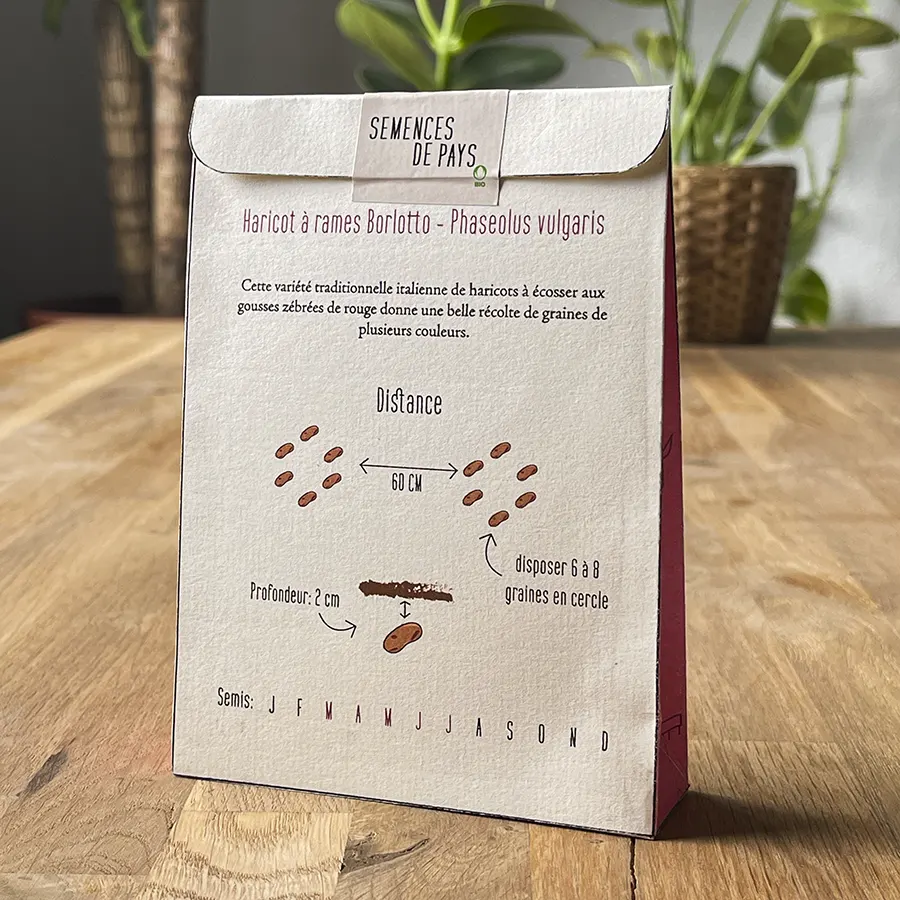 SEMENCES
DE PAYS
BIO
Haricot à rames Borlotto - Phaseolus vulgaris
Cette variété traditionnelle italienne de haricots à écosser aux
gousses zébrées de rouge donne une belle récolte de graines de
plusieurs couleurs.
Distance
60 CM
disposer 6 à 8
graines en cercle
Profondeur: 2 cm
Semis: J F M A M J J A S O N D